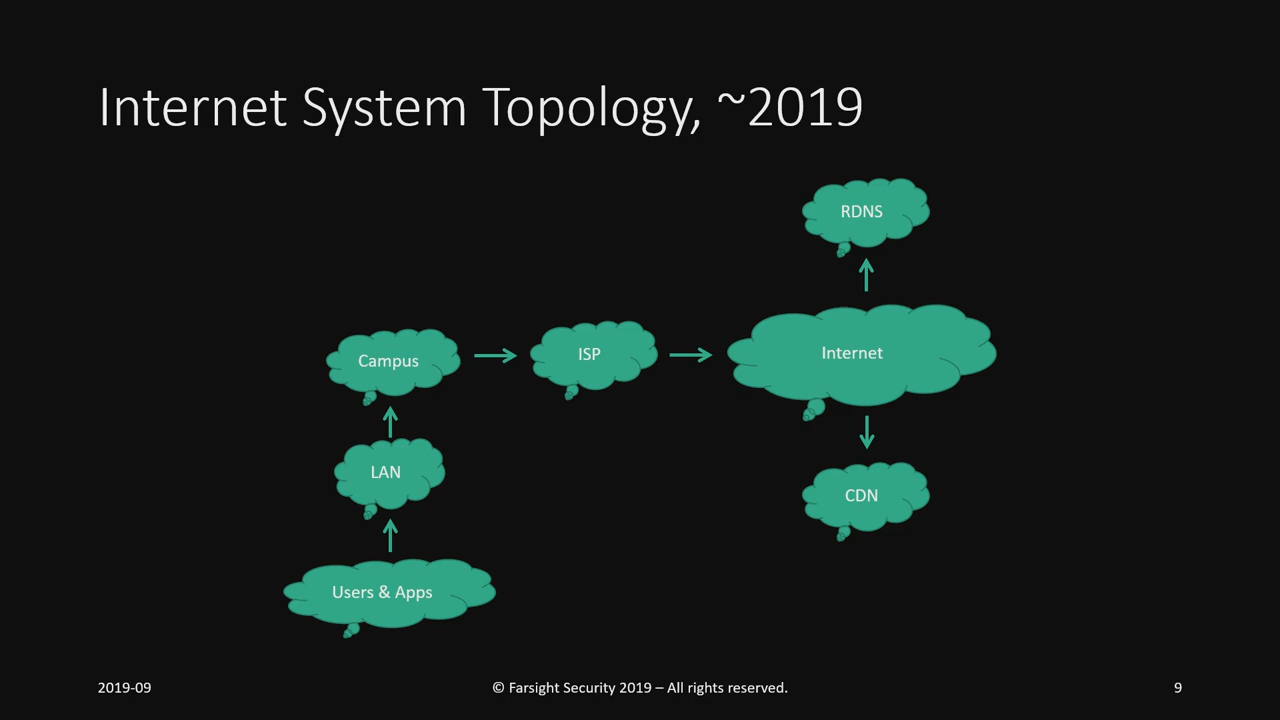 Internet System Topology, ~2019
RDNS
Campus
ISP
Internet
LAN
CDN
Users & Apps
2019-09
© Farsight Security 2019 – All rights reserved.
9